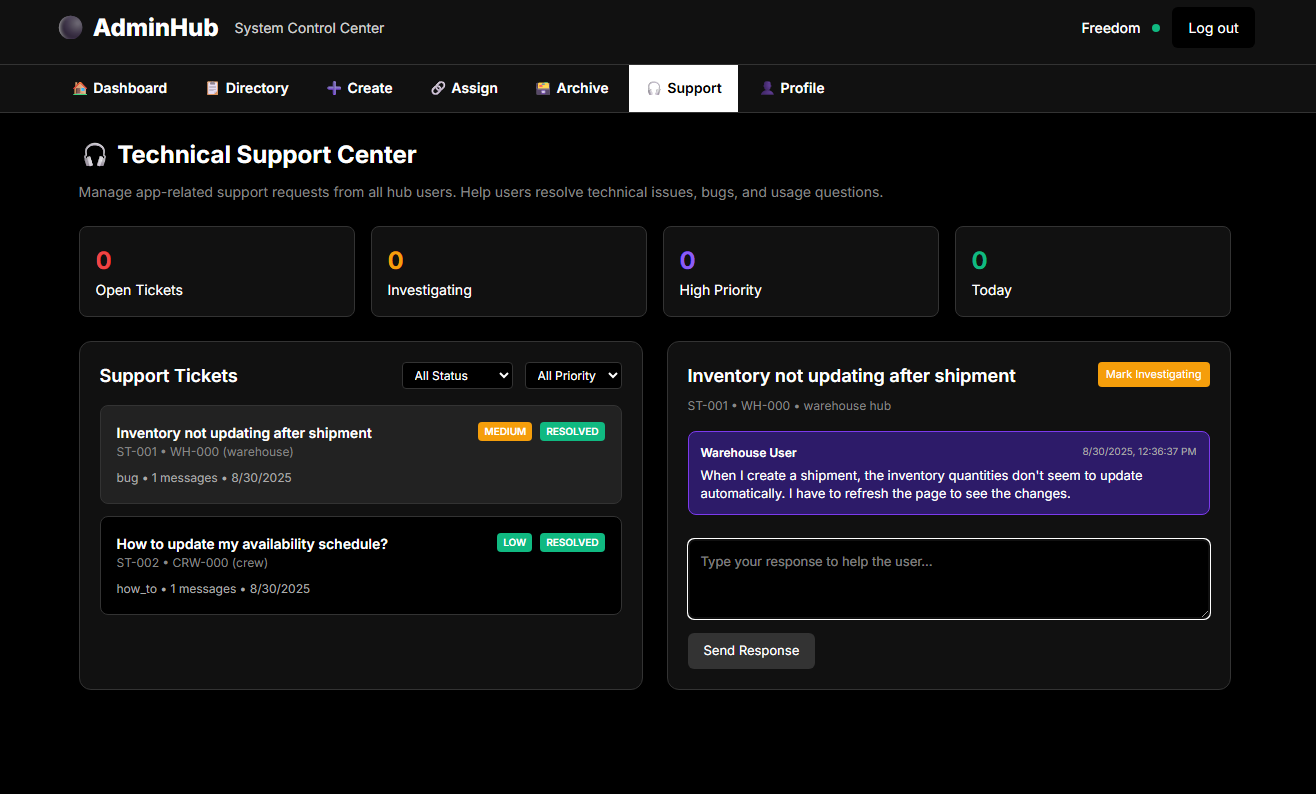 AdminHub System Control Center Freedom Log out
Dashboard Directory Create Assign Archive Support Profile
Technical Support Center
Manage app-related support requests from all hub users. Help users resolve technical issues, bugs, and usage questions.
0
Open Tickets
0
Investigating
0
High Priority
0
Today
Support Tickets All Status All Priority
Inventory not updating after shipment MEDIUM RESOLVED
ST-001 • WH-000 (warehouse)
bug • 1 messages • 8/30/2025
How to update my availability schedule? LOW RESOLVED
ST-002 • CRW-000 (crew)
how_to • 1 messages • 8/30/2025
Inventory not updating after shipment Mark Investigating
ST-001 • WH-000 • warehouse hub
Warehouse User 8/30/2025, 12:36:37 PM
When I create a shipment, the inventory quantities don't seem to update
automatically. I have to refresh the page to see the changes.
Type your response to help the user...
Send Response